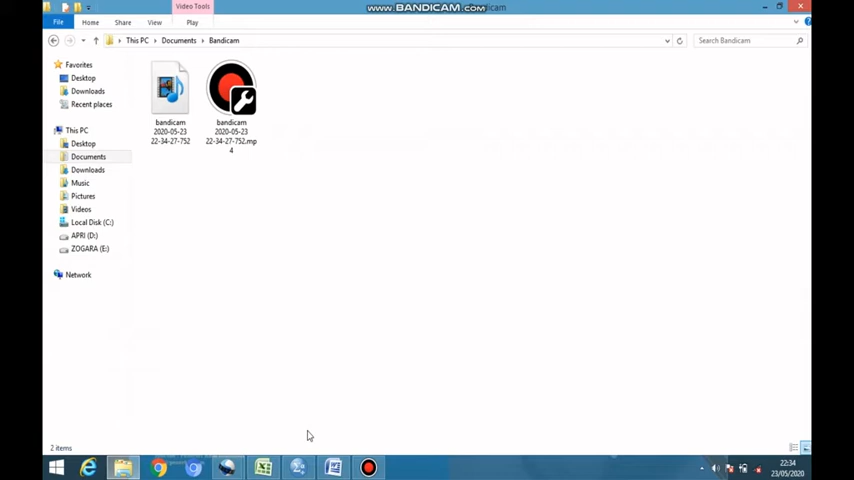 Video Tools
www.BANDICAM.com
File
Home
Share
View
Play
This PC
Documents
Bandicam
Search Bandicam
Favorites
Desktop
Downloads
Recent places
This PC
Desktop
Documents
Downloads
Music
Pictures
Videos
Local Disk (C:)
APRI (D:)
ZOGARA (E:)
Network
bandicam
2020-05-23
22-34-27-752
bandicam
2020-05-23
22-34-27-752.mp
4
2 items
22:34
23/05/2020